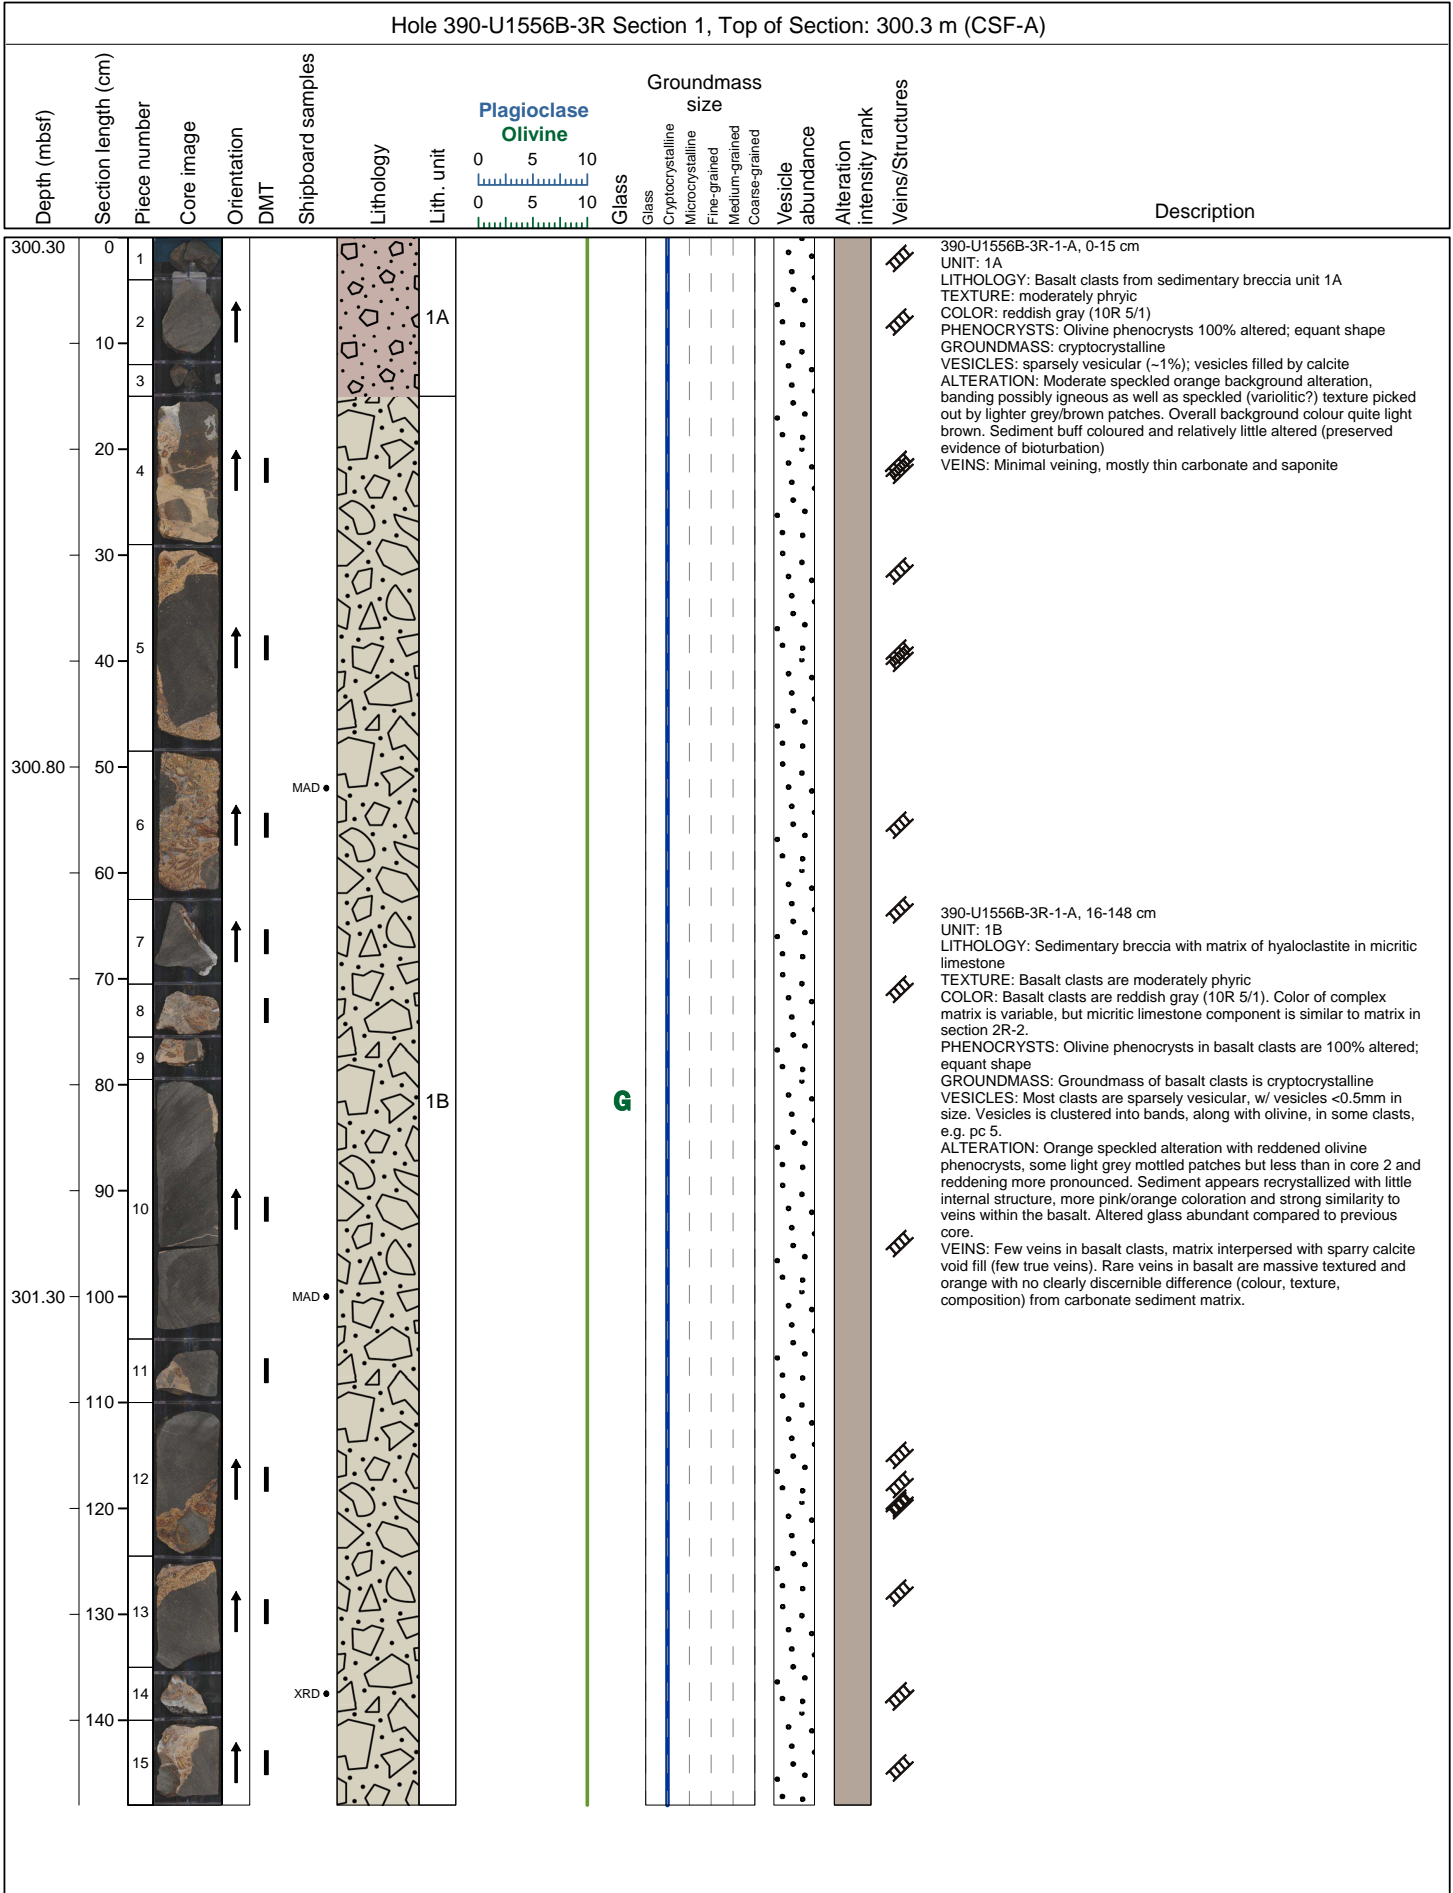 Hole 390-U1556B-3R Section 1, Top of Section: 300.3 m (CSF-A)
Depth (mbsf)
Section length (cm)
Piece number
Core image
Orientation
DMT
Shipboard samples
Lithology
Lith. unit
Plagioclase
Olivine
0 5 10
0 5 10
Glass
Groundmass
size
Glass
Cryptocrystalline
Microcrystalline
Fine-grained
Medium-grained
Coarse-grained
Vesicle
abundance
Alteration
intensity rank
Veins/Structures
Description
300.30
300.80
301.30
0
10
20
30
40
50
60
70
80
90
100
110
120
130
140
1
2
3
4
5
6
7
8
9
10
11
12
13
14
15
MAD
MAD
XRD
1A
1B
G
390-U1556B-3R-1-A, 0-15 cm
UNIT: 1A
LITHOLOGY: Basalt clasts from sedimentary breccia unit 1A
TEXTURE: moderately phryic
COLOR: reddish gray (10R 5/1)
PHENOCRYSTS: Olivine phenocrysts 100% altered; equant shape
GROUNDMASS: cryptocrystalline
VESICLES: sparsely vesicular (~1%); vesicles filled by calcite
ALTERATION: Moderate speckled orange background alteration,
banding possibly igneous as well as speckled (variolitic?) texture picked
out by lighter grey/brown patches. Overall background colour quite light
brown. Sediment buff coloured and relatively little altered (preserved
evidence of bioturbation)
VEINS: Minimal veining, mostly thin carbonate and saponite
390-U1556B-3R-1-A, 16-148 cm
UNIT: 1B
LITHOLOGY: Sedimentary breccia with matrix of hyaloclastite in micritic
limestone
TEXTURE: Basalt clasts are moderately phyric
COLOR: Basalt clasts are reddish gray (10R 5/1). Color of complex
matrix is variable, but micritic limestone component is similar to matrix in
section 2R-2.
PHENOCRYSTS: Olivine phenocrysts in basalt clasts are 100% altered;
equant shape
GROUNDMASS: Groundmass of basalt clasts is cryptocrystalline
VESICLES: Most clasts are sparsely vesicular, w/ vesicles <0.5mm in
size. Vesicles is clustered into bands, along with olivine, in some clasts,
e.g. pc 5.
ALTERATION: Orange speckled alteration with reddened olivine
phenocrysts, some light grey mottled patches but less than in core 2 and
reddening more pronounced. Sediment appears recrystallized with little
internal structure, more pink/orange coloration and strong similarity to
veins within the basalt. Altered glass abundant compared to previous
core.
VEINS: Few veins in basalt clasts, matrix interpersed with sparry calcite
void fill (few true veins). Rare veins in basalt are massive textured and
orange with no clearly discernible difference (colour, texture,
composition) from carbonate sediment matrix.